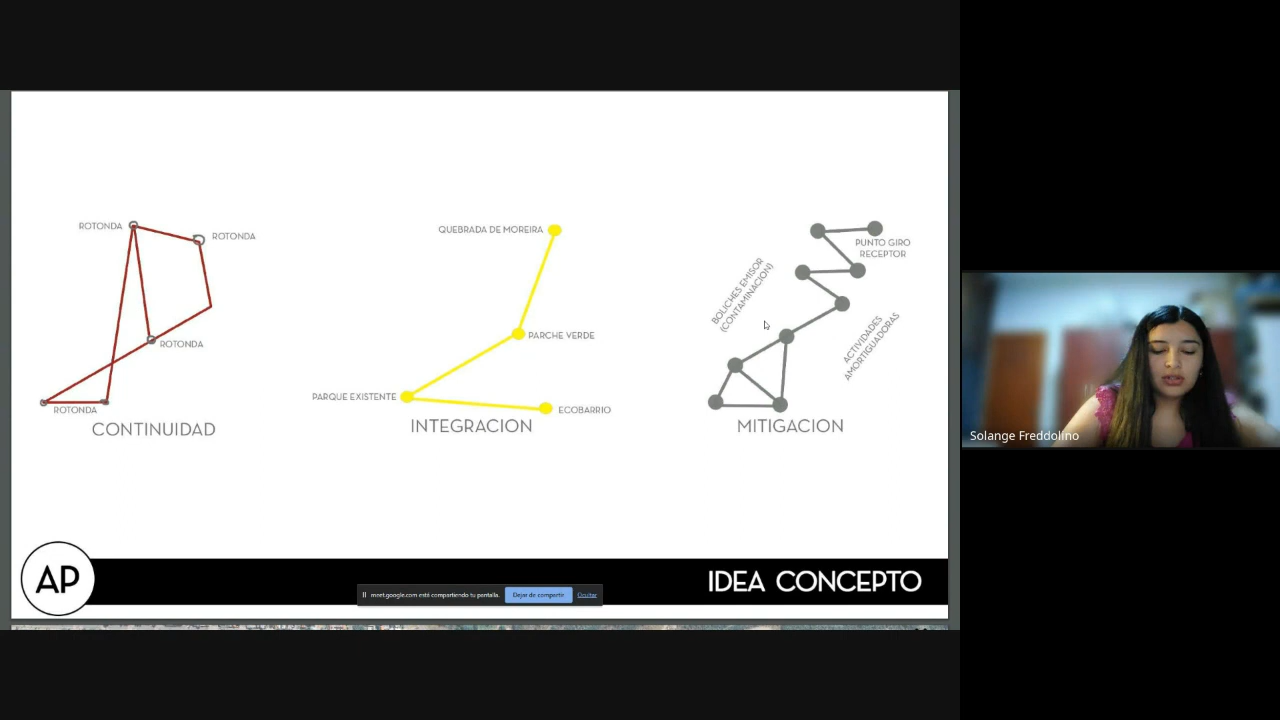 ROTONDA
ROTONDA
ROTONDA
ROTONDA
CONTINUIDAD
QUEBRADA DE MOREIRA
PARCHE VERDE
PARQUE EXISTENTE
ECOBARRIO
INTEGRACION
PUNTO GIRO
RECEPTOR
BOLICHES EMISOR
(CONTAMINACION)
ACTIVIDADES
AMORTIGUADORAS
MITIGACION
Solange Freddolino
AP
IDEA CONCEPTO
meet.google.com está compartiendo tu pantalla.
Dejar de compartir
Ocultar